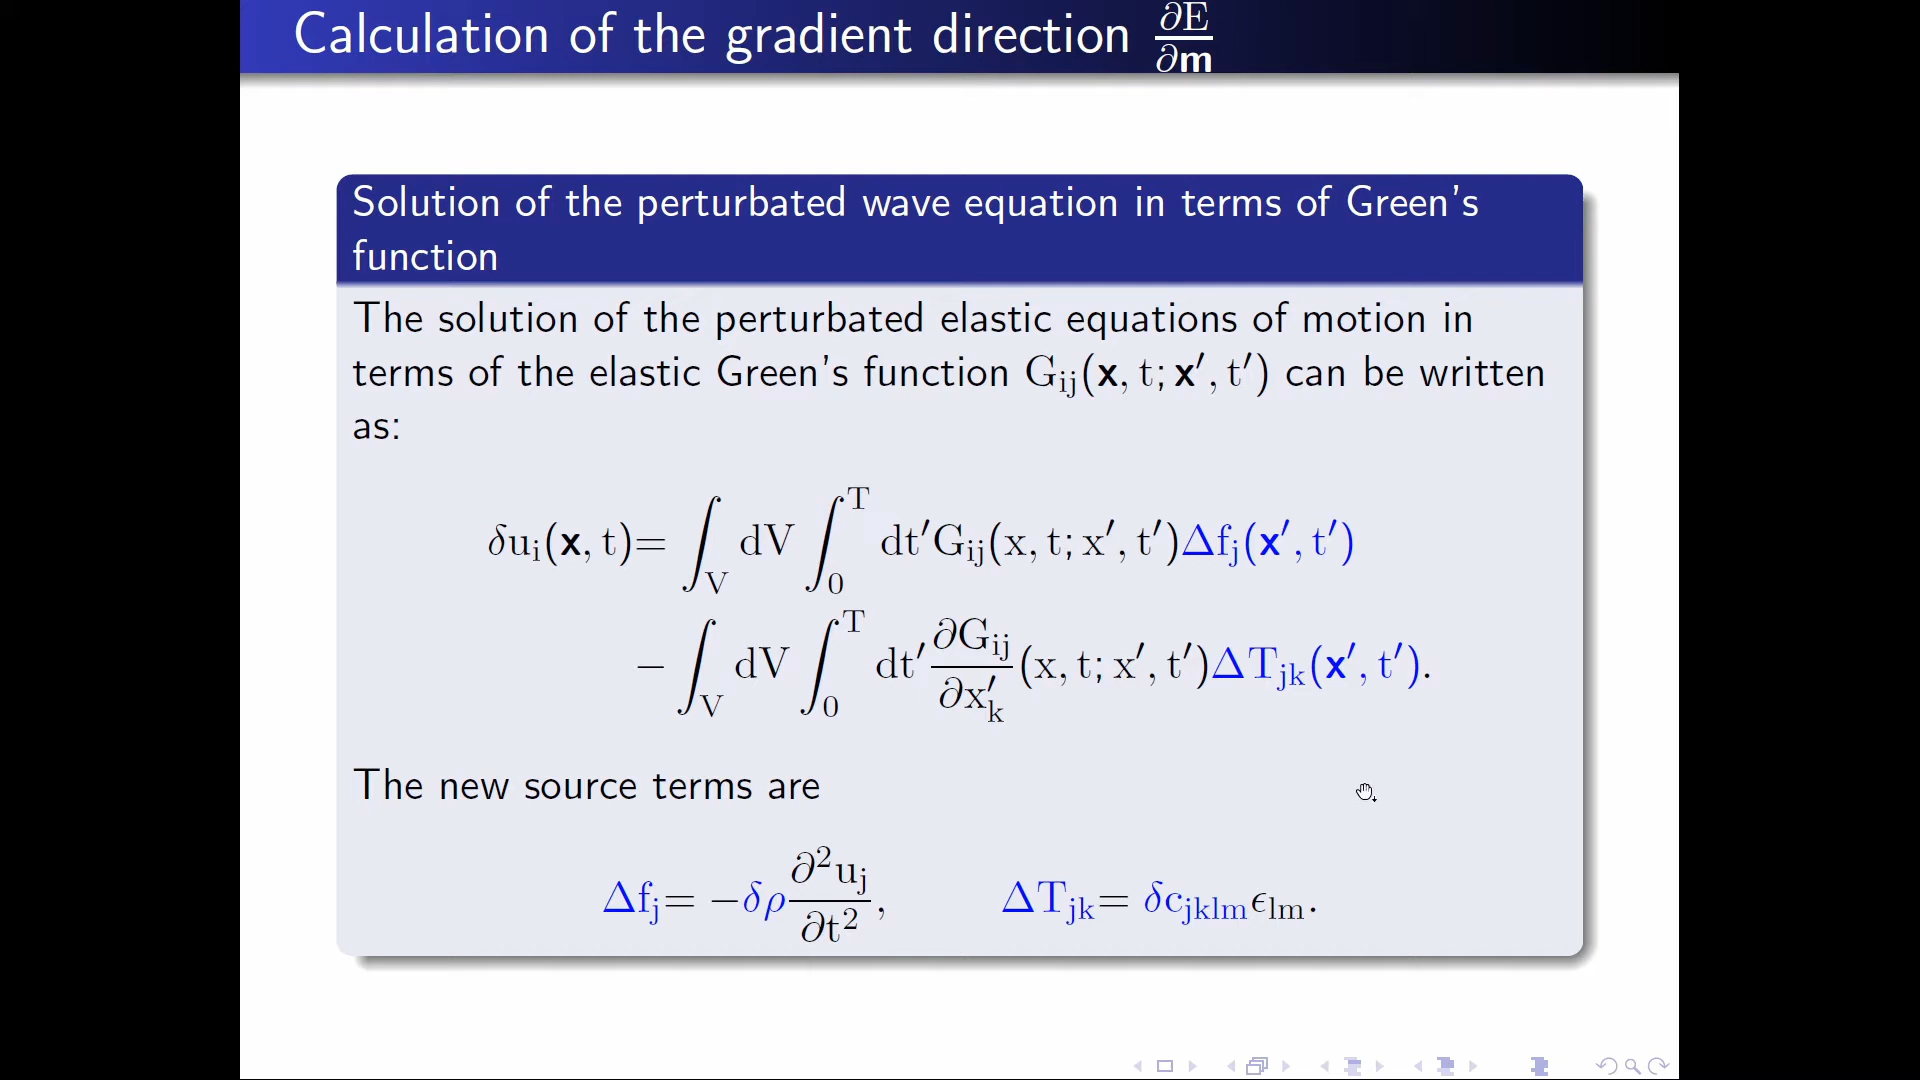 Calculation of the gradient direction ∂E/∂m
Solution of the perturbated wave equation in terms of Green's
function
The solution of the perturbated elastic equations of motion in
terms of the elastic Green's function G_ij(x, t; x′, t′) can be written
as:
δu_i(x, t)= ∫_V dV ∫_0^T dt′G_ij(x, t; x′, t′)Δf_j(x′, t′)
− ∫_V dV ∫_0^T dt′ ∂G_ij/∂x′_k (x, t; x′, t′)ΔT_jk(x′, t′).
The new source terms are
Δf_j= −δρ ∂²u_j/∂t², ΔT_jk= δc_jklm ϵ_lm.